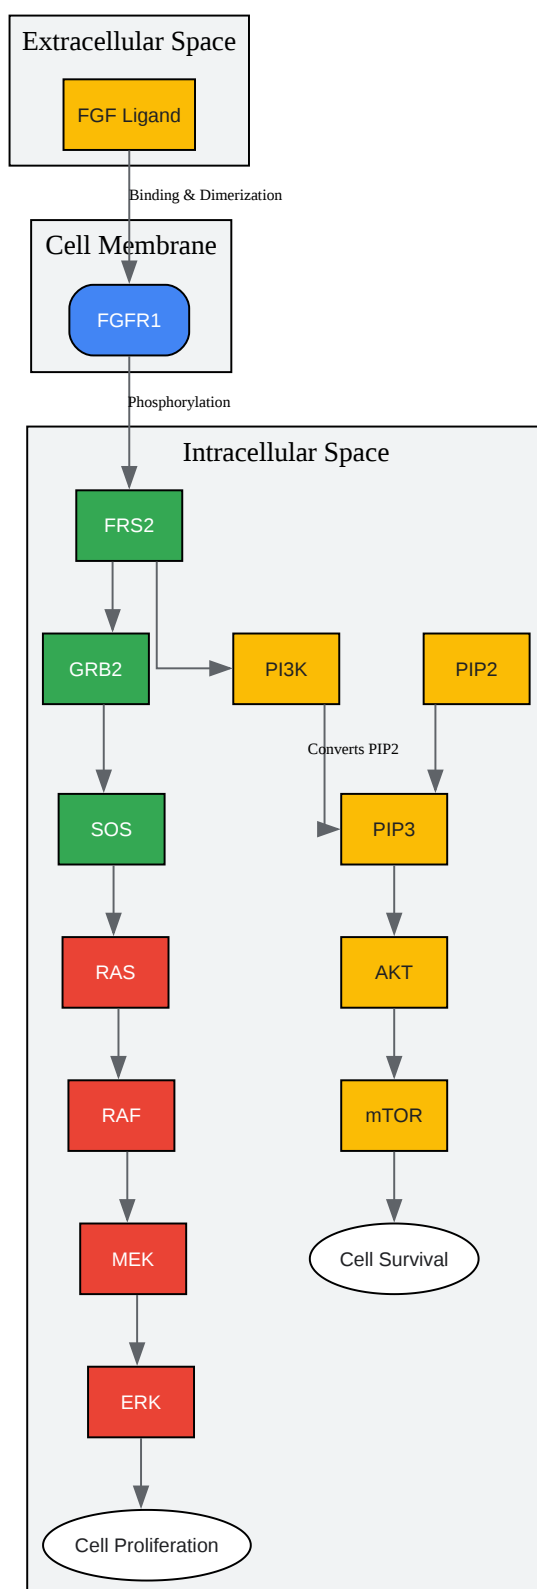 Extracellular Space
FGF Ligand
Binding & Dimerization
Cell Membrane
FGFR1
Phosphorylation
Intracellular Space
FRS2
GRB2
PI3K
PIP2
Converts PIP2
SOS
PIP3
RAS
AKT
RAF
mTOR
MEK
Cell Survival
ERK
Cell Proliferation